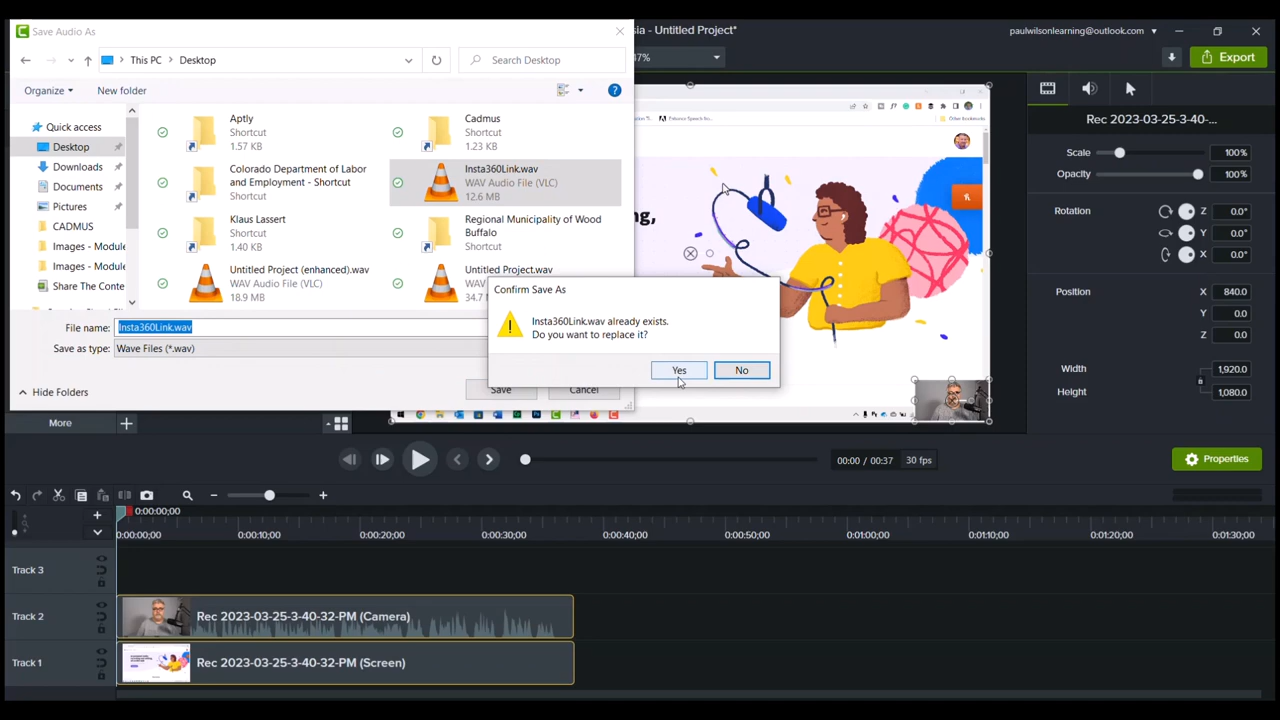 Save Audio As
sia - Untitled Project*
paulwilsonlearning@outlook.com
This PC
Desktop
Search Desktop
7%
Export
Organize
New folder
Quick access
Desktop
Downloads
Documents
Pictures
CADMUS
Images - Module
Images - Module
Share The Conte
Aptly
Shortcut
1.57 KB
Cadmus
Shortcut
1.23 KB
Colorado Department of Labor
and Employment - Shortcut
Shortcut
Insta360Link.wav
WAV Audio File (VLC)
12.6 MB
Klaus Lassert
Shortcut
1.40 KB
Regional Municipality of Wood
Buffalo
Shortcut
Untitled Project (enhanced).wav
WAV Audio File (VLC)
18.9 MB
Untitled Project.wav
WAV
34.7
File name:
Insta360Link.wav
Save as type:
Wave Files (*.wav)
Hide Folders
Save
Cancel
Confirm Save As
Insta360Link.wav already exists.
Do you want to replace it?
Yes
No
Other Bookmarks
ng,
Rec 2023-03-25-3-40-...
Scale
100%
Opacity
100%
Rotation
Z
0.0°
Y
0.0°
X
0.0°
Position
X
840.0
Y
0.0
Z
0.0
Width
1,920.0
Height
1,080.0
More
00:00 / 00:37
30 fps
Properties
0:00:00;00
0:00:00;00
0:00:10;00
0:00:20;00
0:00:30;00
0:00:40;00
0:00:50;00
0:01:00;00
0:01:10;00
0:01:20;00
0:01:30;00
Track 3
Track 2
Rec 2023-03-25-3-40-32-PM (Camera)
Track 1
Rec 2023-03-25-3-40-32-PM (Screen)